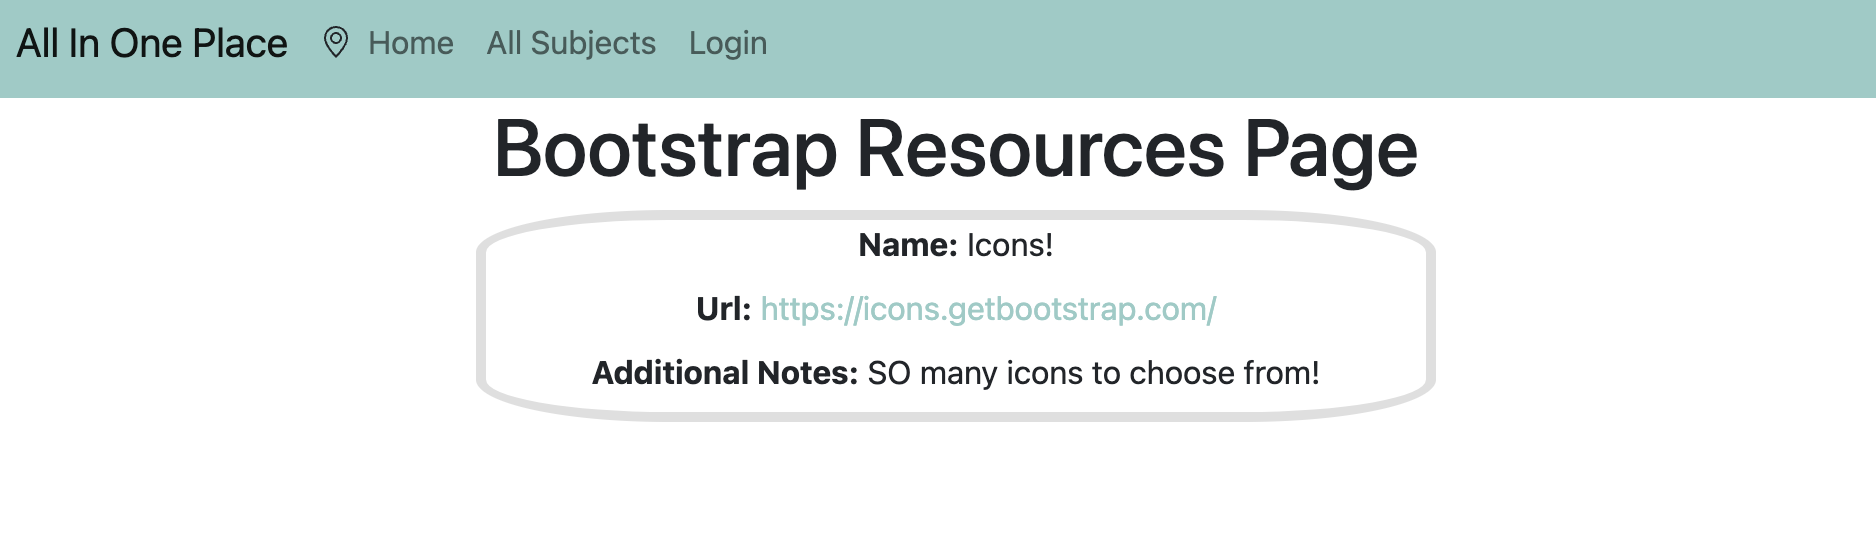 All In One Place Home All Subjects Login
Bootstrap Resources Page
Name: Icons!
Url: https://icons.getbootstrap.com/
Additional Notes: SO many icons to choose from!